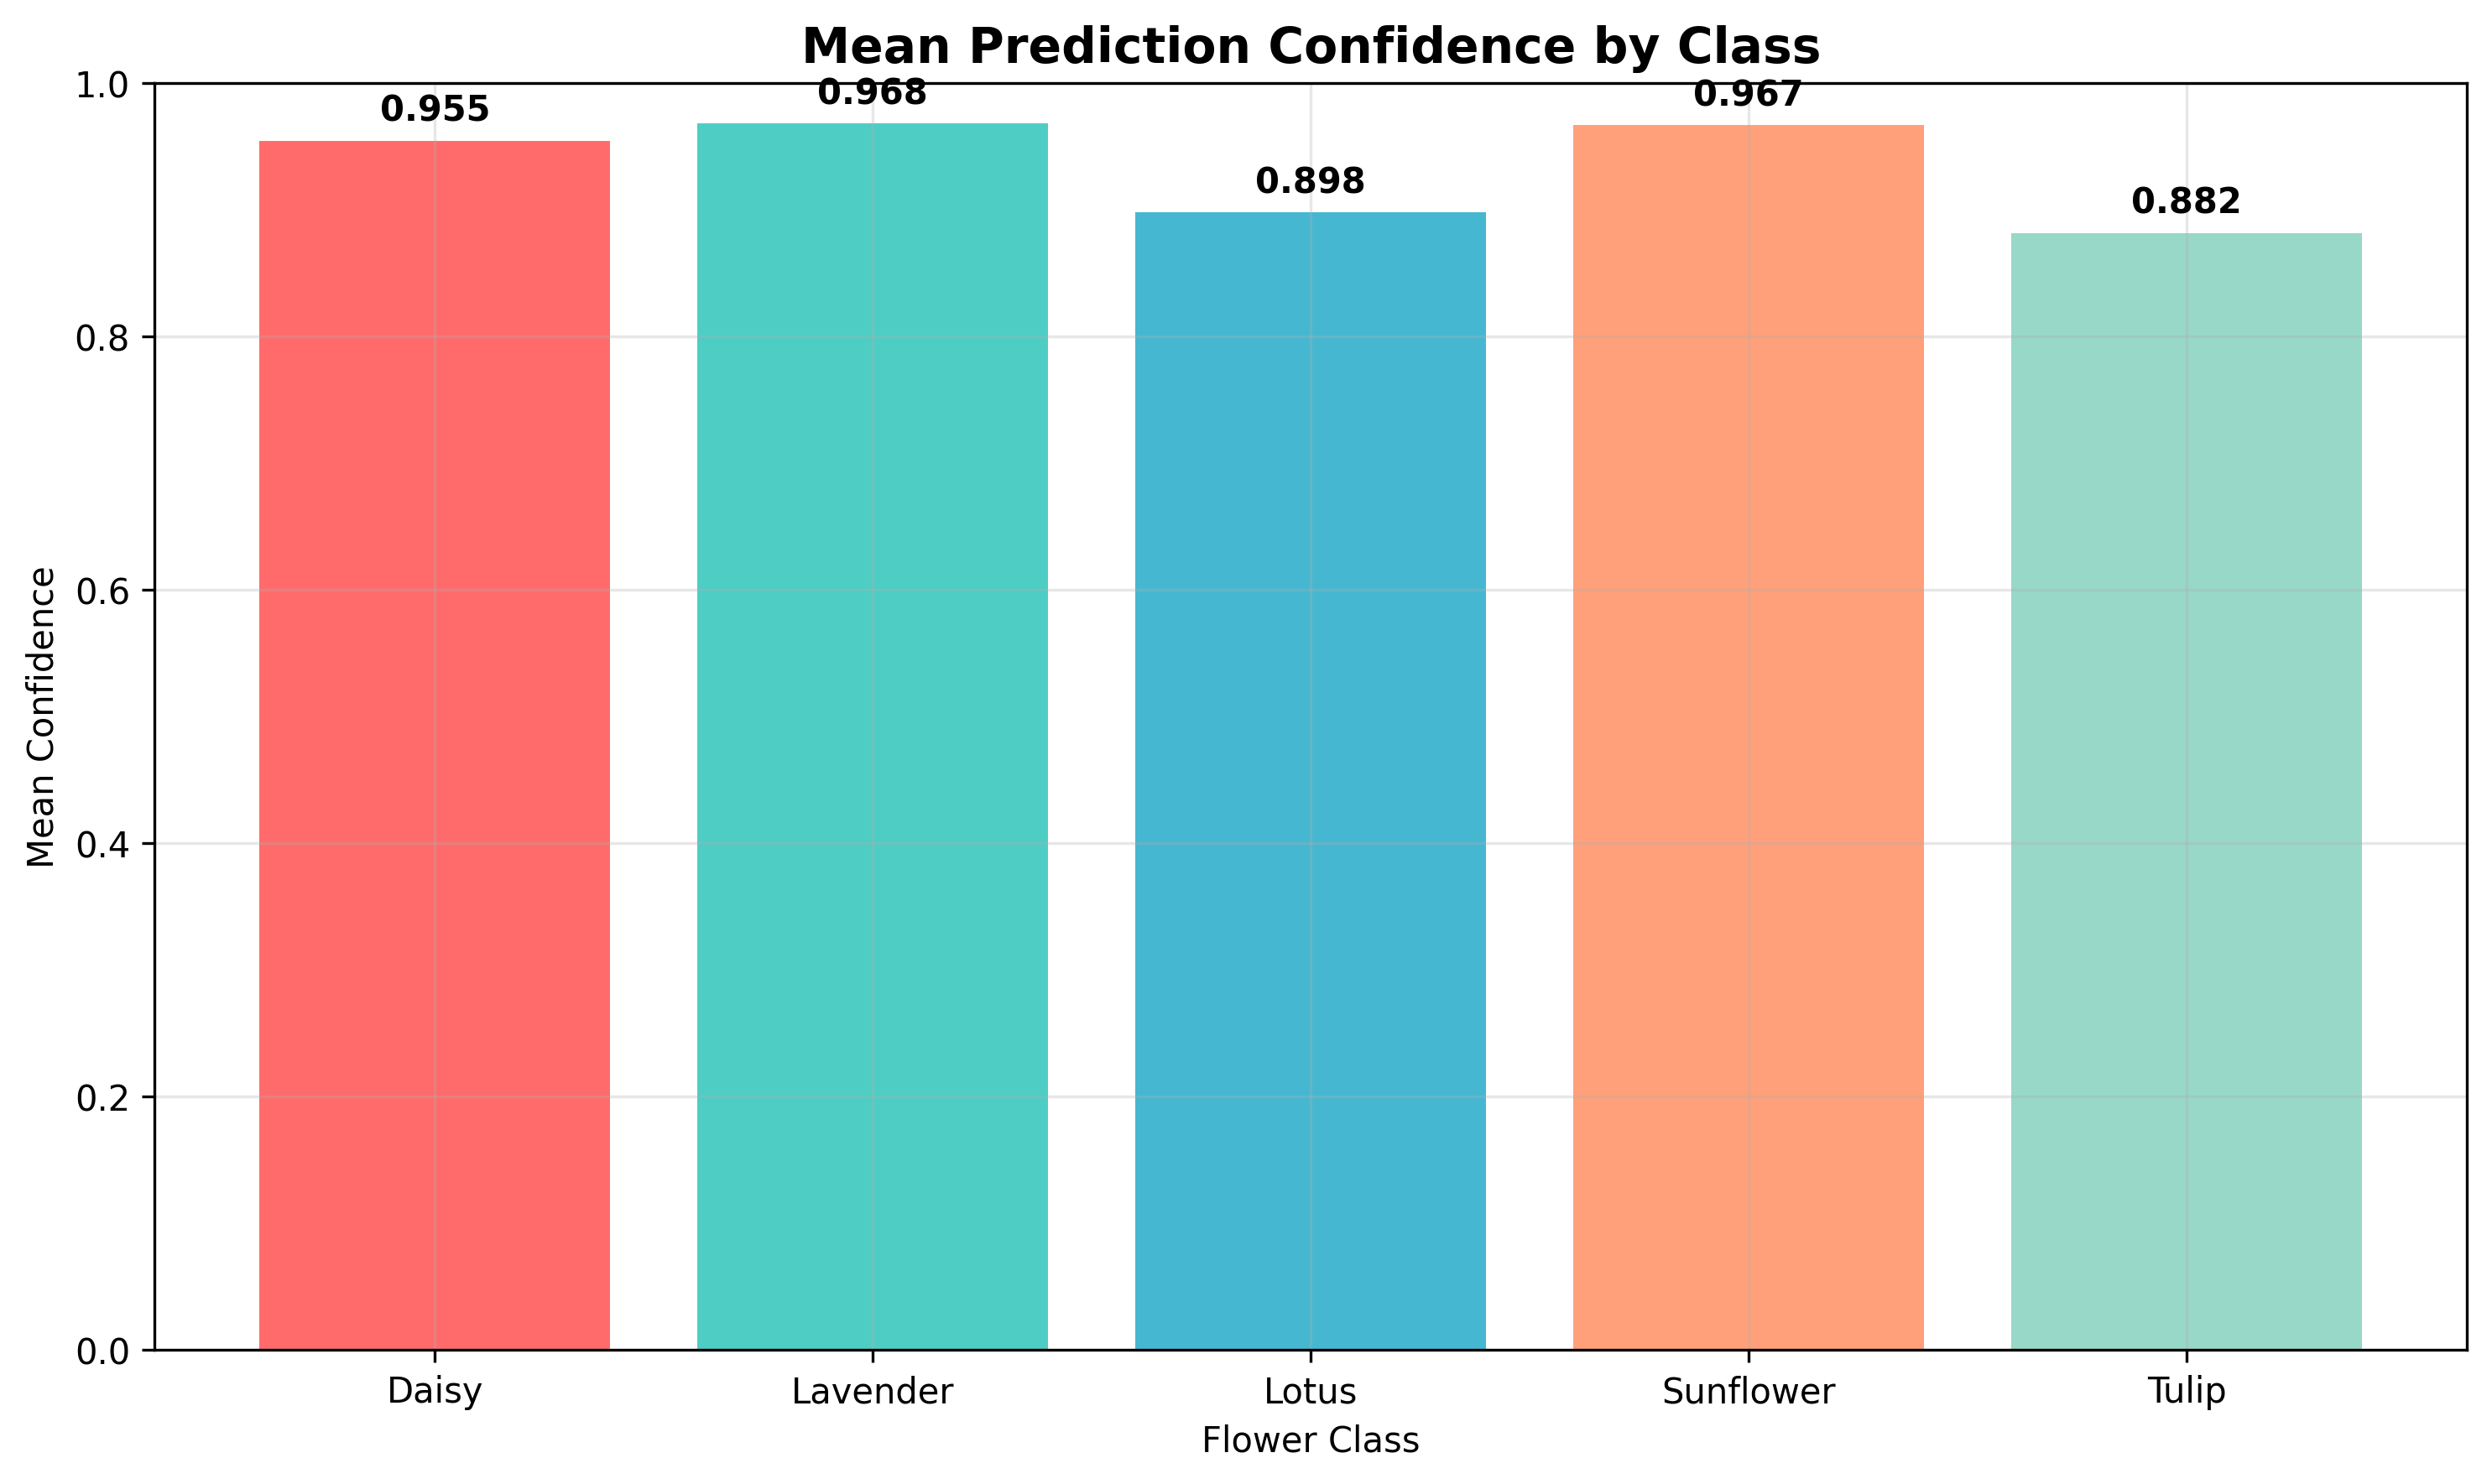 Mean Prediction Confidence by Class
1.0
0.8
0.6
0.4
0.2
0.0
Mean Confidence
0.955
0.968
0.898
0.967
0.882
Daisy
Lavender
Lotus
Sunflower
Tulip
Flower Class